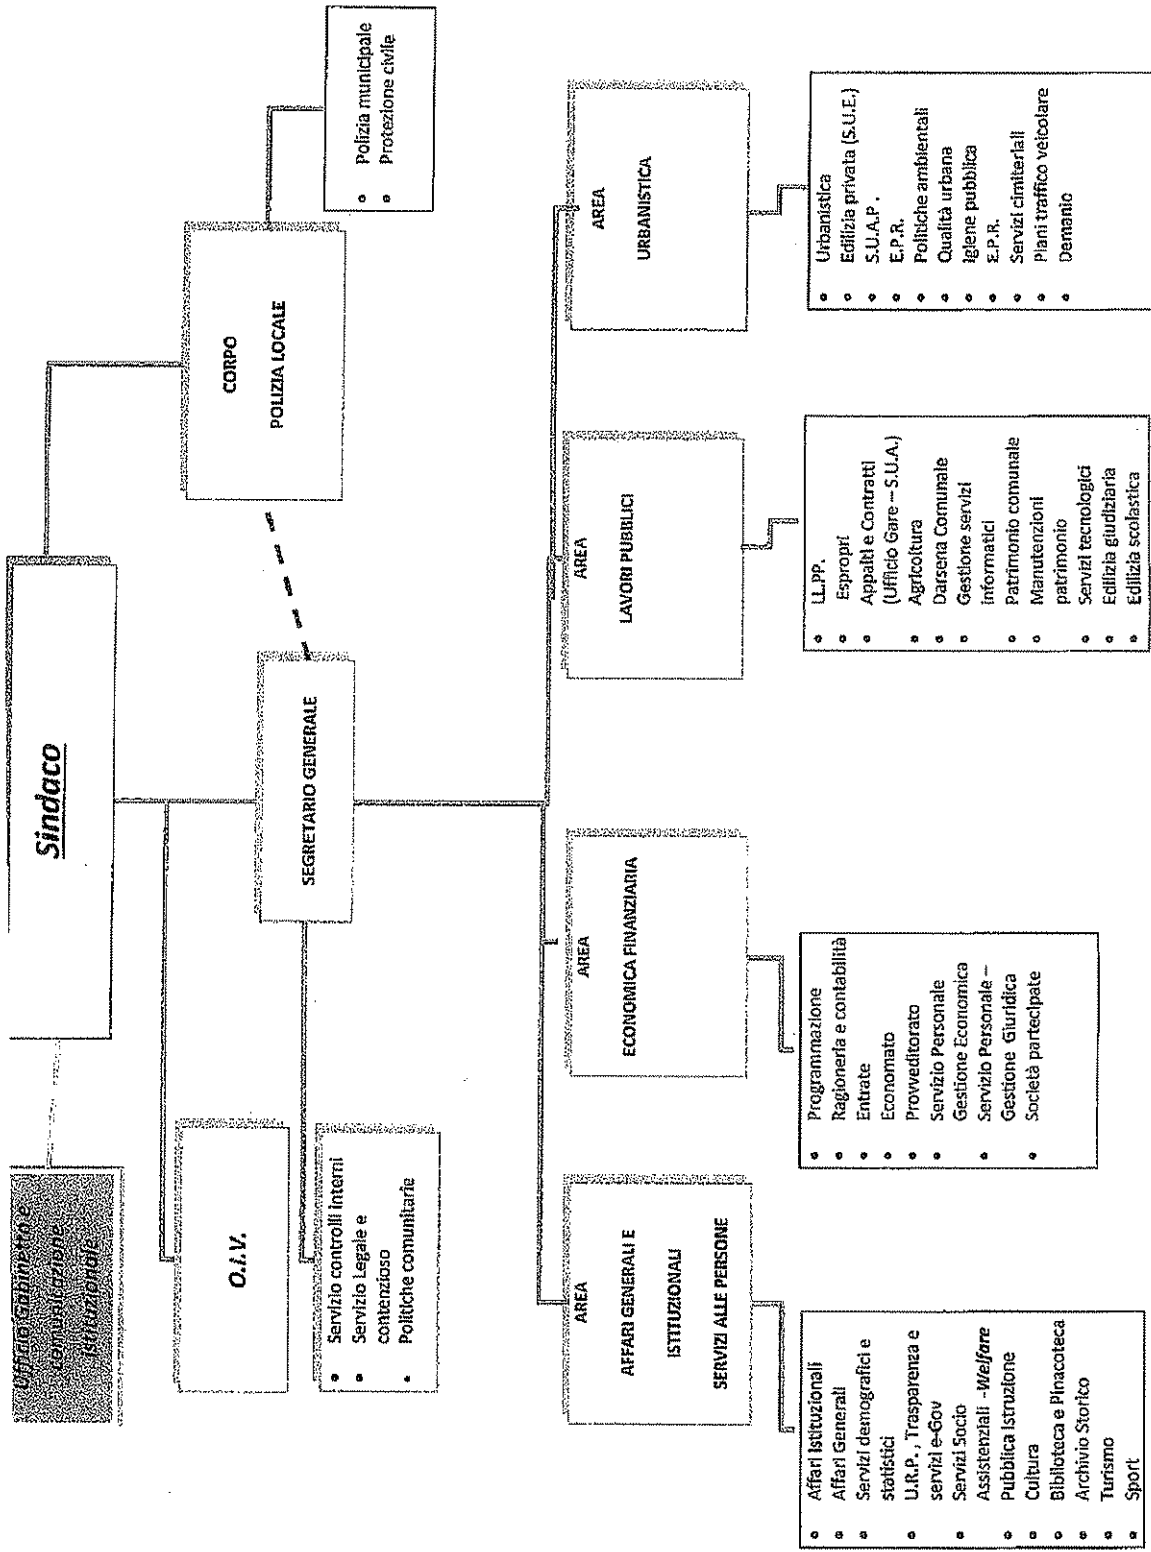 Ufficio Gabinetto e
comunicazione
istituzionale
Sindaco
O.I.V.
SEGRETARIO GENERALE
CORPO
POLIZIA LOCALE
• Polizia municipale
• Protezione civile
• Servizio controlli interni
• Servizio Legale e
contenzioso
• Politiche comunitarie
AREA
AFFARI GENERALI E
ISTITUZIONALI
SERVIZI ALLE PERSONE
AREA
ECONOMICA FINANZIARIA
AREA
LAVORI PUBBLICI
AREA
URBANISTICA
• Affari Istituzionali
• Affari Generali
• Servizi demografici e
statistici
• U.R.P., Trasparenza e
servizi e-Gov
• Servizi Socio
Assistenziali -Welfare
• Pubblica Istruzione
• Cultura
• Biblioteca e Pinacoteca
• Archivio Storico
• Turismo
• Sport
• Programmazione
• Ragioneria e contabilità
• Entrate
• Economato
• Provveditorato
• Servizio Personale
Gestione Economica
• Servizio Personale –
Gestione Giuridica
• Società partecipate
• LL.PP.
• Espropri
• Appalti e Contratti
(Ufficio Gare – S.U.A.)
• Agricoltura
• Darsena Comunale
• Gestione servizi
informatici
• Patrimonio comunale
• Manutenzioni
patrimonio
• Servizi tecnologici
• Edilizia giudiziaria
• Edilizia scolastica
• Urbanistica
• Edilizia privata (S.U.E.)
• S.U.A.P.
• E.P.R.
• Politiche ambientali
• Qualità urbana
• Igiene pubblica
• E.P.R.
• Servizi cimiteriali
• Piani traffico veicolare
• Demanio